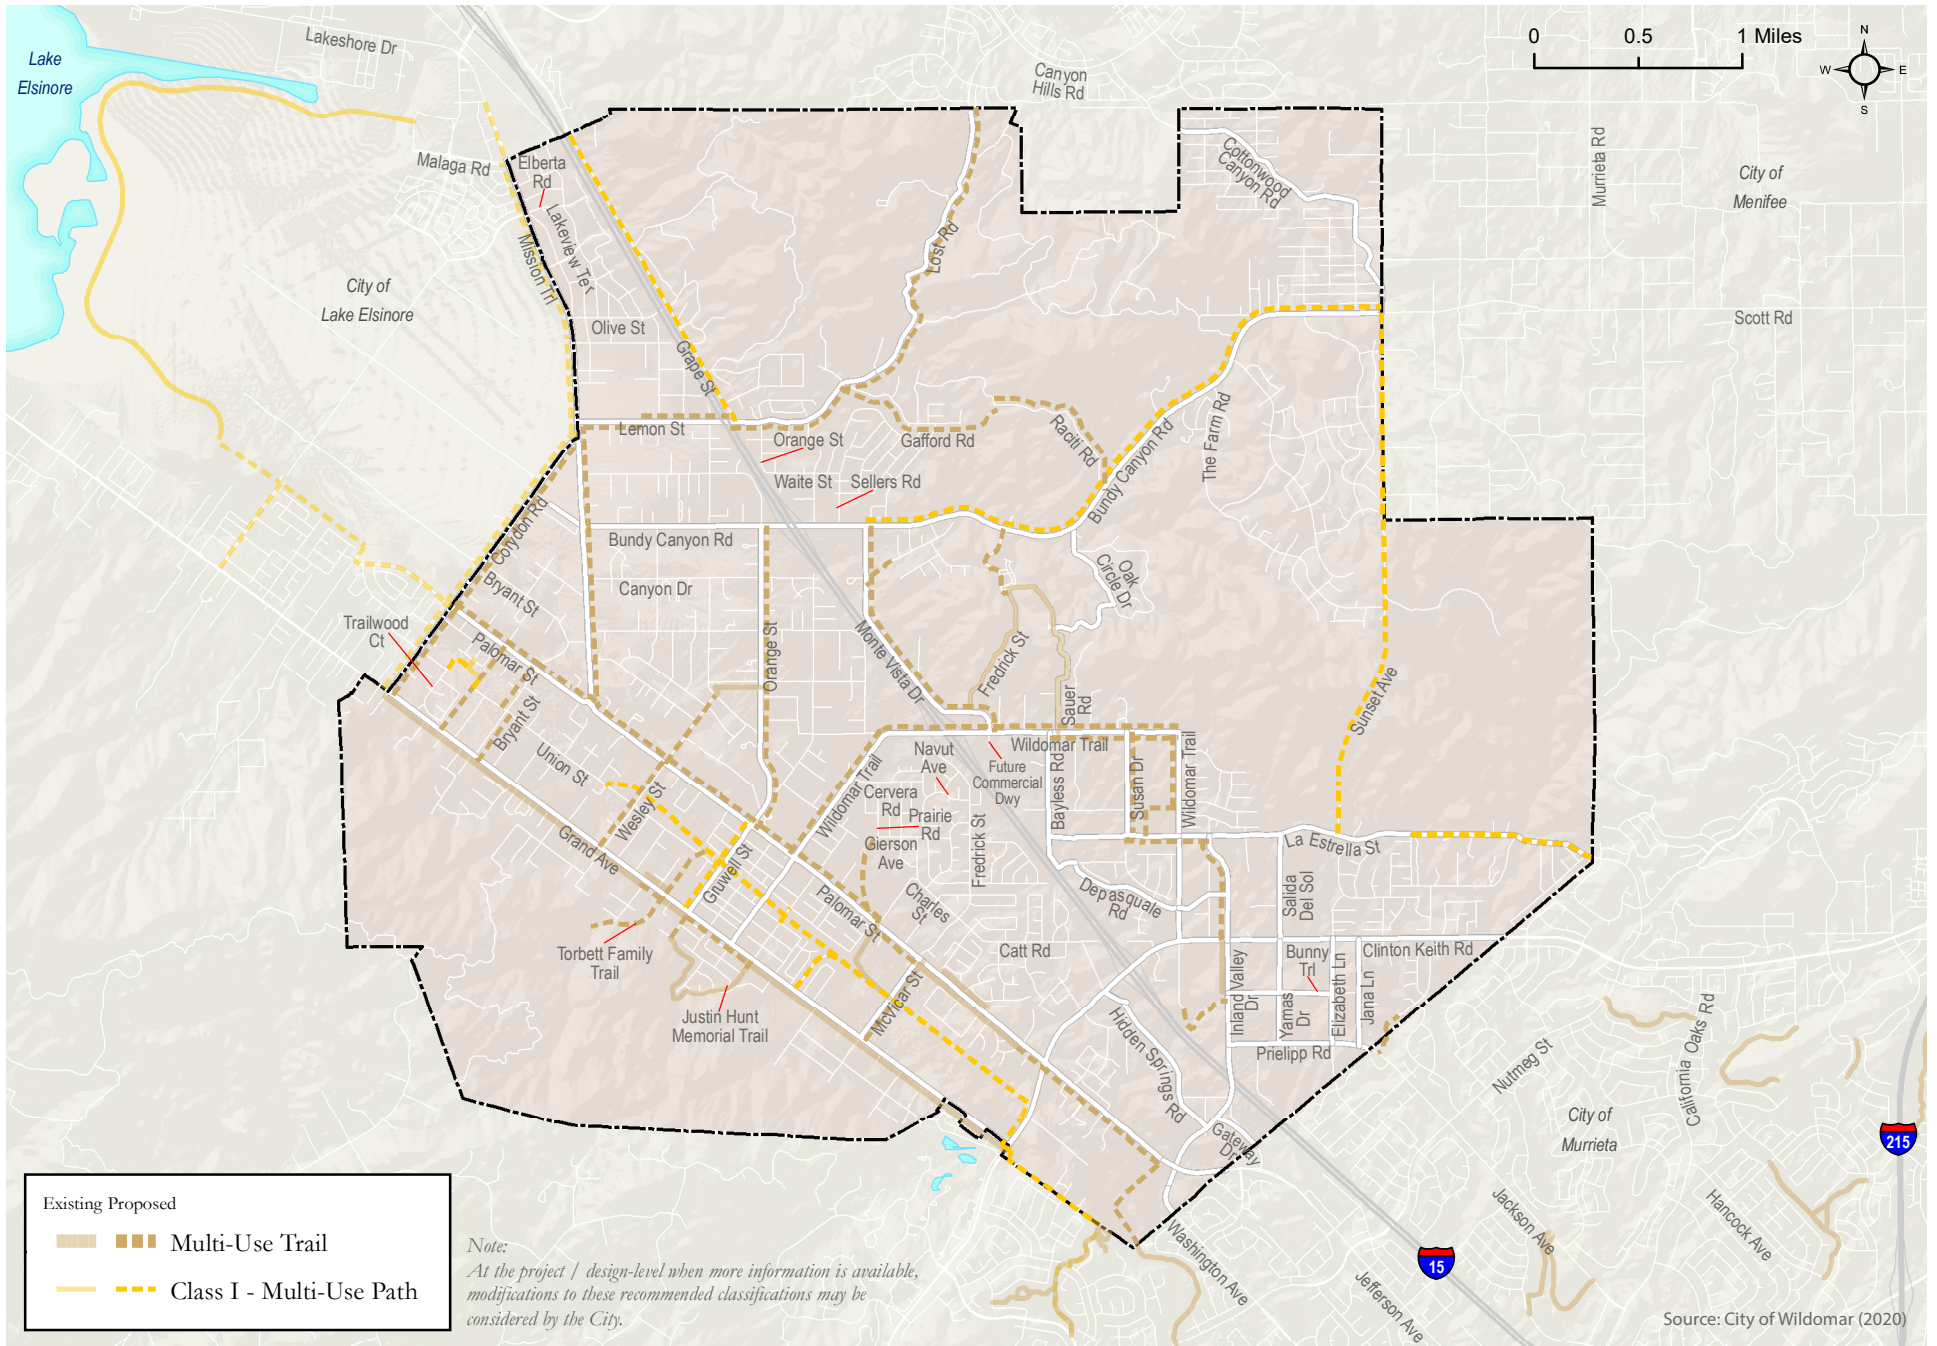 Lakeshore Dr
Lake
Elsinore
Canyon
Hills Rd
0 0.5 1 Miles
N
W E
S
Malaga Rd
Elberta
Rd
Lakeview Ter
Mission Trl
Cottonwood
Canyon Rd
Murrieta Rd
City of
Menifee
Lost Rd
City of
Lake Elsinore
Olive St
Grape St
Scott Rd
Lemon St
Orange St
Gafford Rd
Raciti Rd
Bundy Canyon Rd
The Farm Rd
Waite St
Sellers Rd
Corydon Rd
Bundy Canyon Rd
Canyon Dr
Oak
Circle Dr
Bryant St
Trailwood
Ct
Palomar St
Orange St
Monte Vista Dr
Fredrick St
Sauer
Rd
Sunset Ave
Bryant St
Union St
Wildomar Trail
Navut
Ave
Wildomar Trail
Future
Commercial
Dwy
Bayless Rd
Susan Dr
Wildomar Trail
Cervera
Rd
Prairie
Rd
Gierson
Ave
Fredrick St
Wesley St
Grand Ave
Gruwell St
La Estrella St
Depasquale
Rd
Salida
Del Sol
Charles
St
Palomar St
Torbett Family
Trail
Catt Rd
Bunny
Trl
Clinton Keith Rd
Inland Valley
Dr
Yamas
Dr
Elizabeth Ln
Jana Ln
McVicar St
Justin Hunt
Memorial Trail
Hidden Springs
Rd
Prielipp Rd
Nutmeg St
California Oaks Rd
City of
Murrieta
Gateway
Dr
215
Jackson Ave
Hancock Ave
Washington Ave
15
Jefferson Ave
Existing Proposed
Multi-Use Trail
Class I - Multi-Use Path
Note:
At the project / design-level when more information is available,
modifications to these recommended classifications may be
considered by the City.
Source: City of Wildomar (2020)